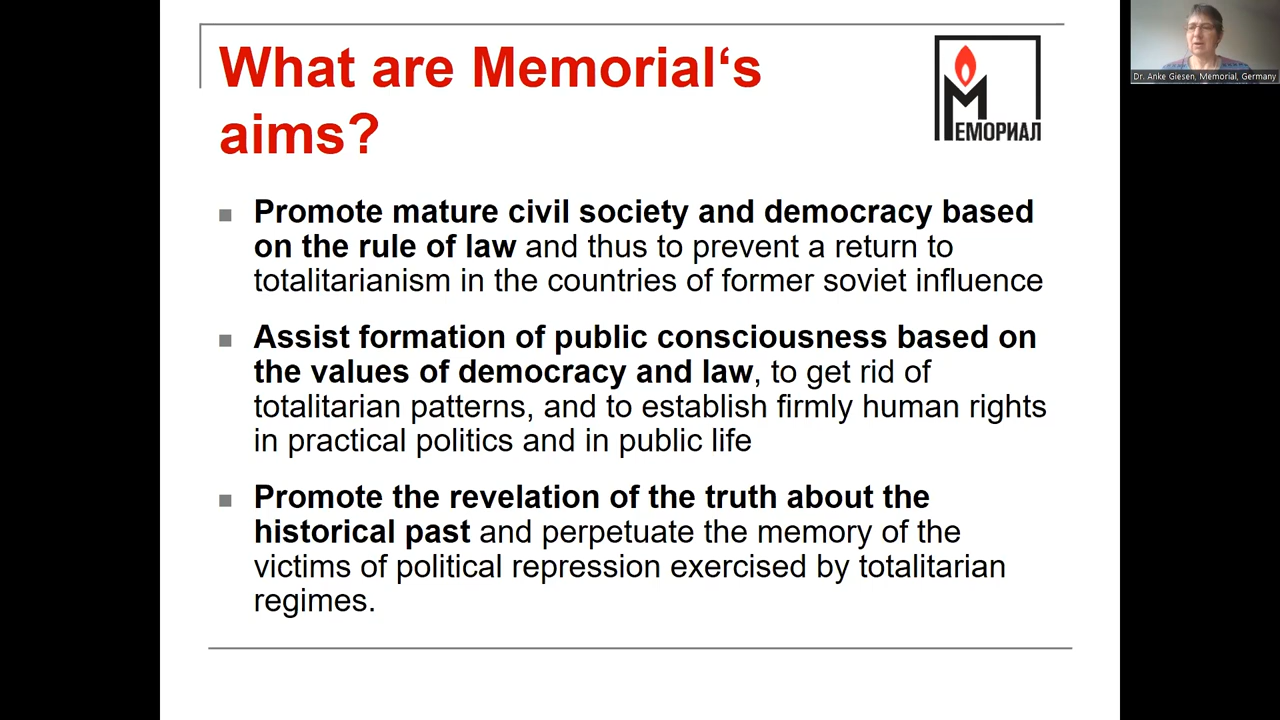 What are Memorial‘s
aims?
МЕМОРИАЛ
Dr. Anke Giesen, Memorial, Germany
■ Promote mature civil society and democracy based
on the rule of law and thus to prevent a return to
totalitarianism in the countries of former soviet influence
■ Assist formation of public consciousness based on
the values of democracy and law, to get rid of
totalitarian patterns, and to establish firmly human rights
in practical politics and in public life
■ Promote the revelation of the truth about the
historical past and perpetuate the memory of the
victims of political repression exercised by totalitarian
regimes.